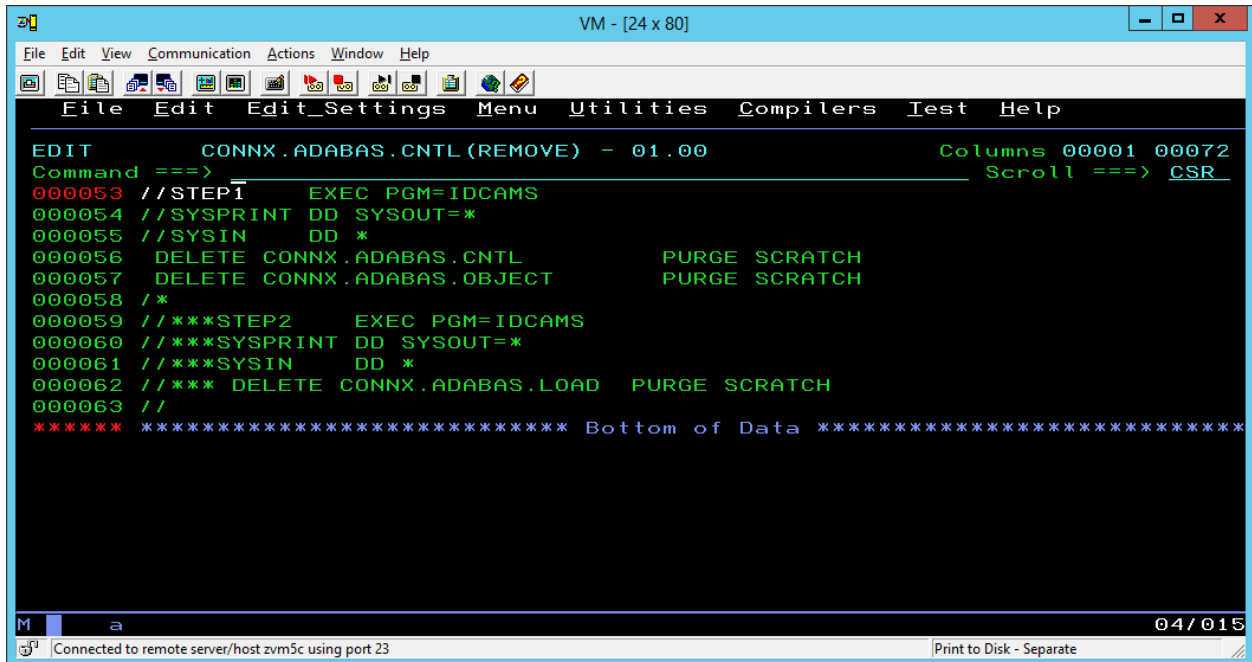 VM - [24 x 80]
File Edit View Communication Actions Window Help
File Edit Edit_Settings Menu Utilities Compilers Test Help
EDIT CONNX.ADABAS.CNTL(REMOVE) - 01.00 Columns 00001 00072
Command ===> Scroll ===> CSR
000053 //STEP1 EXEC PGM=IDCAMS
000054 //SYSPRINT DD SYSOUT=*
000055 //SYSIN DD *
000056 DELETE CONNX.ADABAS.CNTL PURGE SCRATCH
000057 DELETE CONNX.ADABAS.OBJECT PURGE SCRATCH
000058 /*
000059 //***STEP2 EXEC PGM=IDCAMS
000060 //***SYSPRINT DD SYSOUT=*
000061 //***SYSIN DD *
000062 //*** DELETE CONNX.ADABAS.LOAD PURGE SCRATCH
000063 //
****** **************************** Bottom of Data ****************************
M a 04/015
Connected to remote server/host zvm5c using port 23 Print to Disk - Separate